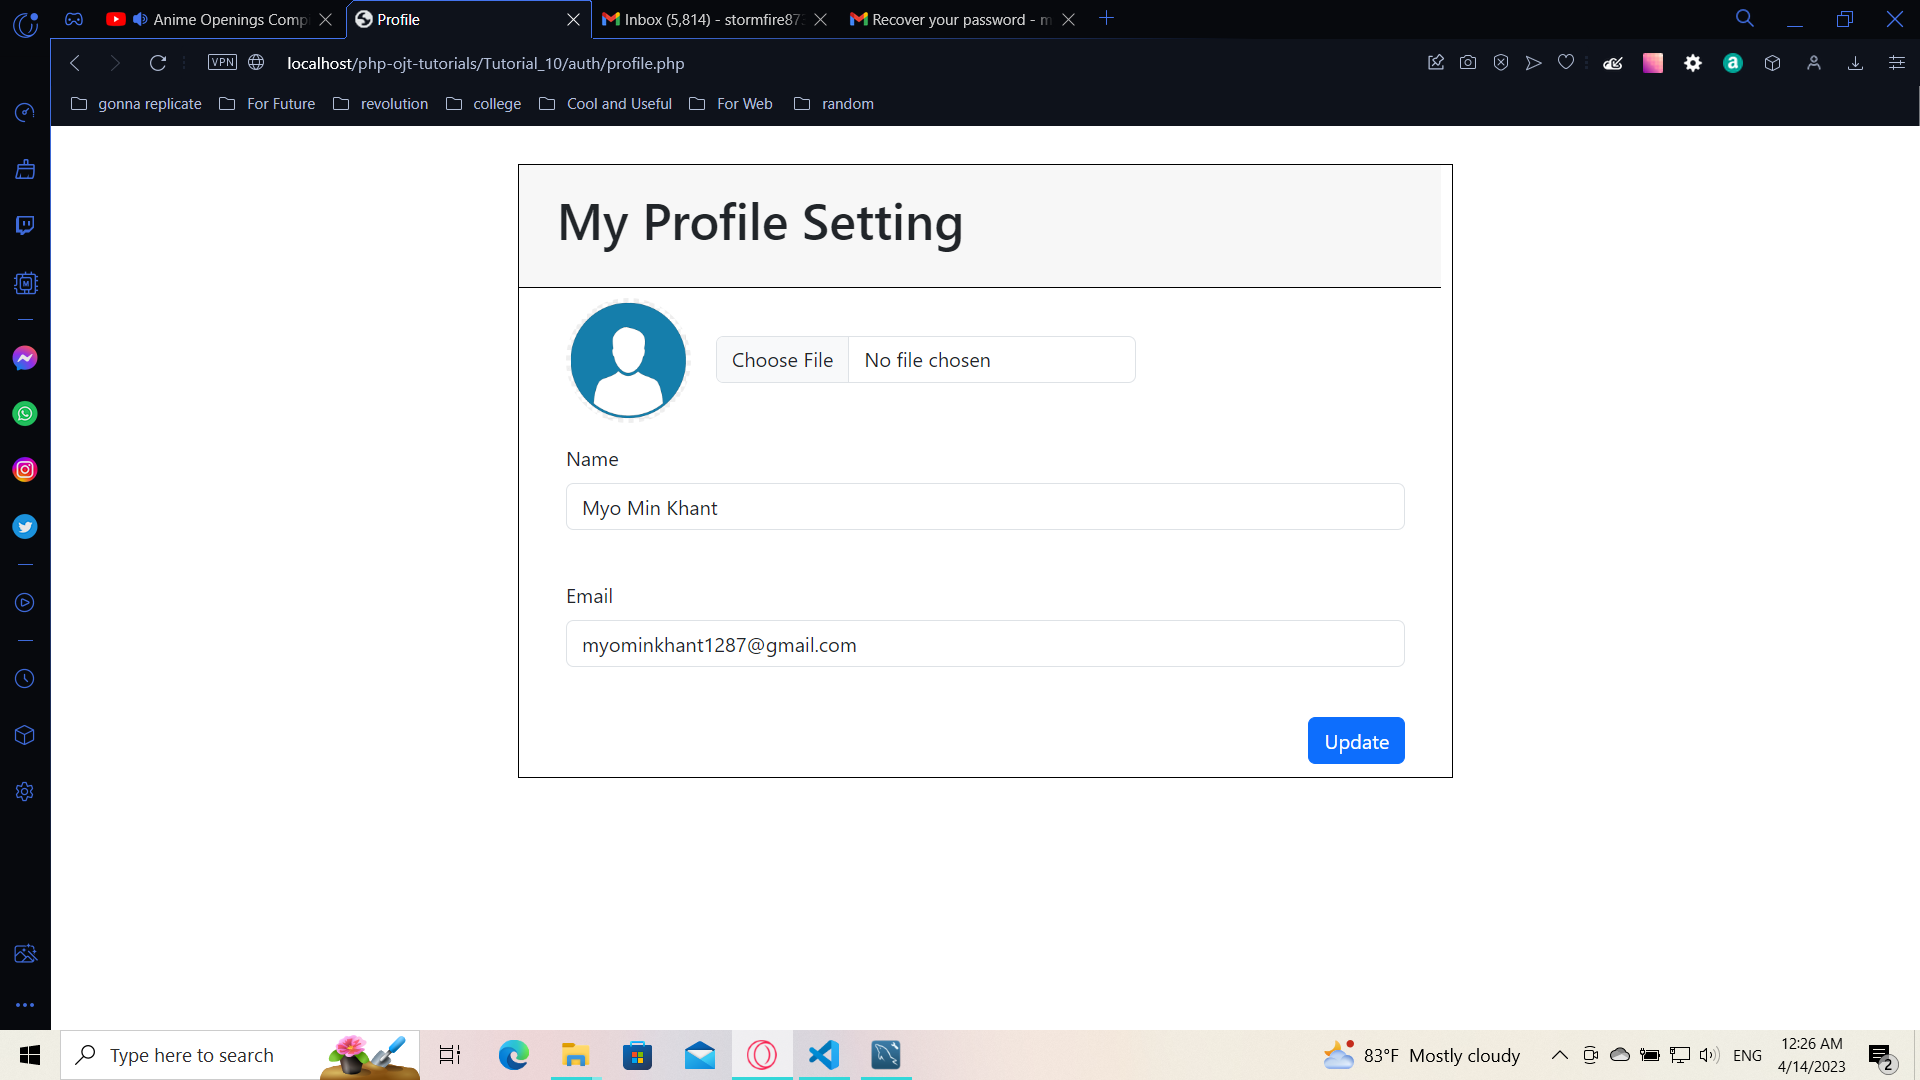 Anime Openings Comp
Profile
Inbox (5,814) - stormfire87
Recover your password - m
VPN
localhost/php-ojt-tutorials/Tutorial_10/auth/profile.php
gonna replicate
For Future
revolution
college
Cool and Useful
For Web
random
My Profile Setting
Choose File
No file chosen
Name
Myo Min Khant
Email
myominkhant1287@gmail.com
Update
Type here to search
83°F Mostly cloudy
ENG
12:26 AM
4/14/2023
2